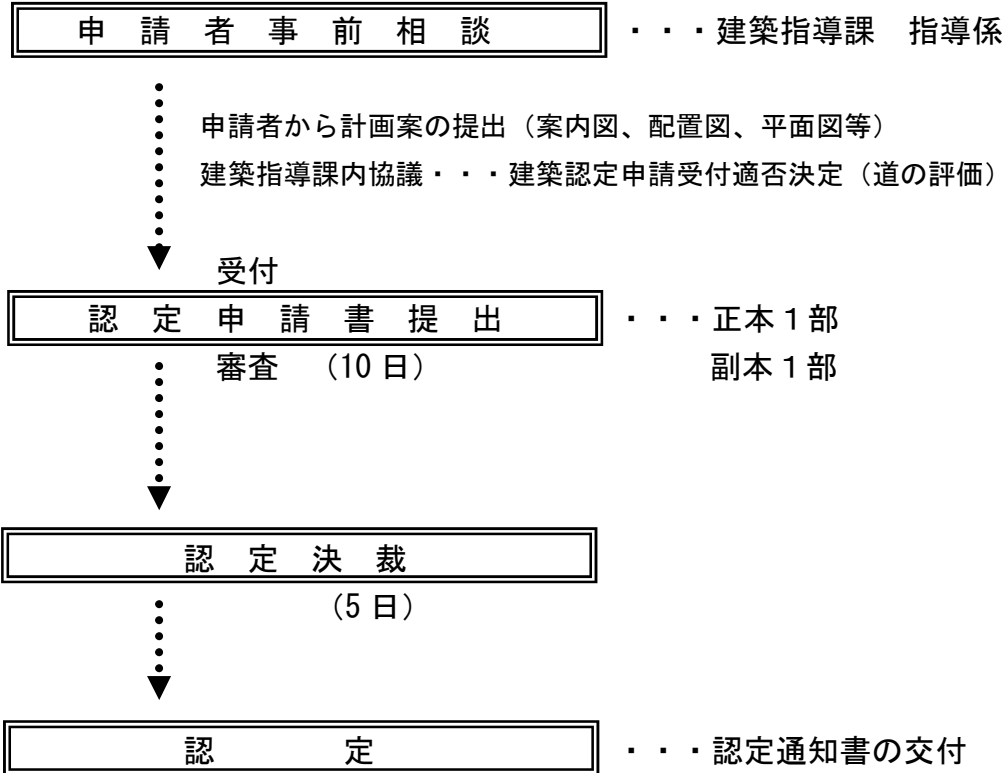 申請者事前相談 ・・・建築指導課 指導係
申請者から計画案の提出（案内図、配置図、平面図等）
建築指導課内協議・・・建築認定申請受付適否決定（道の評価）
受付
認定申請書提出 ・・・正本１部
審査 （10日） 副本１部
認定決裁
（5日）
認定 ・・・認定通知書の交付